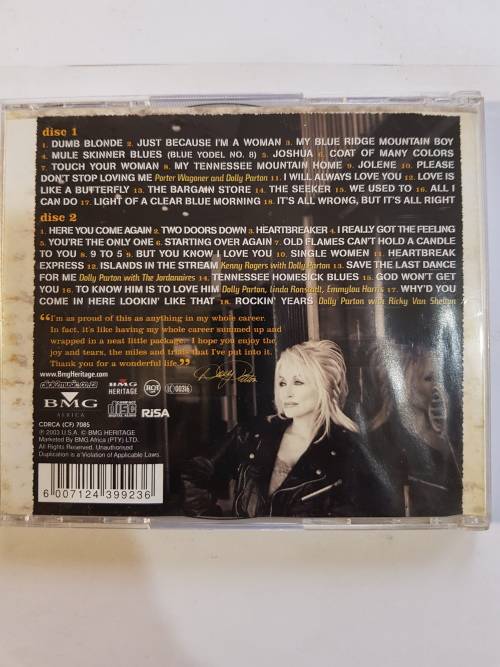 disc 1
1. DUMB BLONDE 2. JUST BECAUSE I'M A WOMAN 3. MY BLUE RIDGE MOUNTAIN BOY
4. MULE SKINNER BLUES (BLUE YODEL NO. 8) 5. JOSHUA 6. COAT OF MANY COLORS
7. TOUCH YOUR WOMAN 8. MY TENNESSEE MOUNTAIN HOME 9. JOLENE 10. PLEASE
DON'T STOP LOVING ME Porter Wagoner and Dolly Parton 11. I WILL ALWAYS LOVE YOU 12. LOVE IS
LIKE A BUTTERFLY 13. THE BARGAIN STORE 14. THE SEEKER 15. WE USED TO 16. ALL I
CAN DO 17. LIGHT OF A CLEAR BLUE MORNING 18. IT'S ALL WRONG, BUT IT'S ALL RIGHT
disc 2
1. HERE YOU COME AGAIN 2. TWO DOORS DOWN 3. HEARTBREAKER 4. I REALLY GOT THE FEELING
5. YOU'RE THE ONLY ONE 6. STARTING OVER AGAIN 7. OLD FLAMES CAN'T HOLD A CANDLE
TO YOU 8. 9 TO 5 9. BUT YOU KNOW I LOVE YOU 10. SINGLE WOMEN 11. HEARTBREAK
EXPRESS 12. ISLANDS IN THE STREAM Kenny Rogers with Dolly Parton 13. SAVE THE LAST DANCE
FOR ME Dolly Parton with The Jordanaires 14. TENNESSEE HOMESICK BLUES 15. GOD WON'T GET
YOU 16. TO KNOW HIM IS TO LOVE HIM Dolly Parton, Linda Ronstadt, Emmylou Harris 17. WHY'D YOU
COME IN HERE LOOKIN' LIKE THAT 18. ROCKIN' YEARS Dolly Parton with Ricky Van Shelton
"I'm as proud of this as anything in my whole career.
In fact, it's like having my whole career summed up and
wrapped in a neat little package. I hope you enjoy the
joy and tears, the miles and trials that I've put into it.
Thank you for a wonderful life."
Dolly Parton
www.BmgHeritage.com
click2music.co.za
BMG HERITAGE
RCA
LC 00316
BMG
AFRICA
COMPACT disc DIGITAL AUDIO
RiSA
CDRCA (CF) 7085
℗ 2003 U.S.A. © BMG HERITAGE
Marketed By BMG Africa (PTY) LTD.
All Rights Reserved. Unauthorised
Duplication is a Violation of Applicable Laws.
6 007124 399236